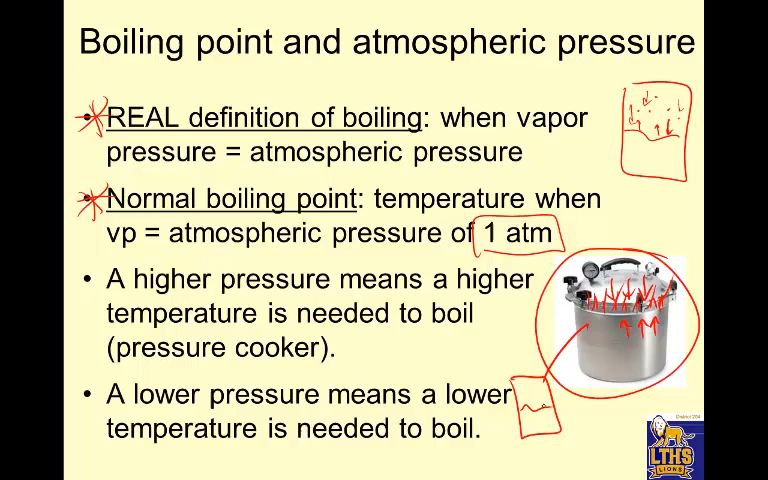 Boiling point and atmospheric pressure
• REAL definition of boiling: when vapor
pressure = atmospheric pressure
• Normal boiling point: temperature when
vp = atmospheric pressure of 1 atm
• A higher pressure means a higher
temperature is needed to boil
(pressure cooker).
• A lower pressure means a lower
temperature is needed to boil.
District 204
LTHS
LIONS